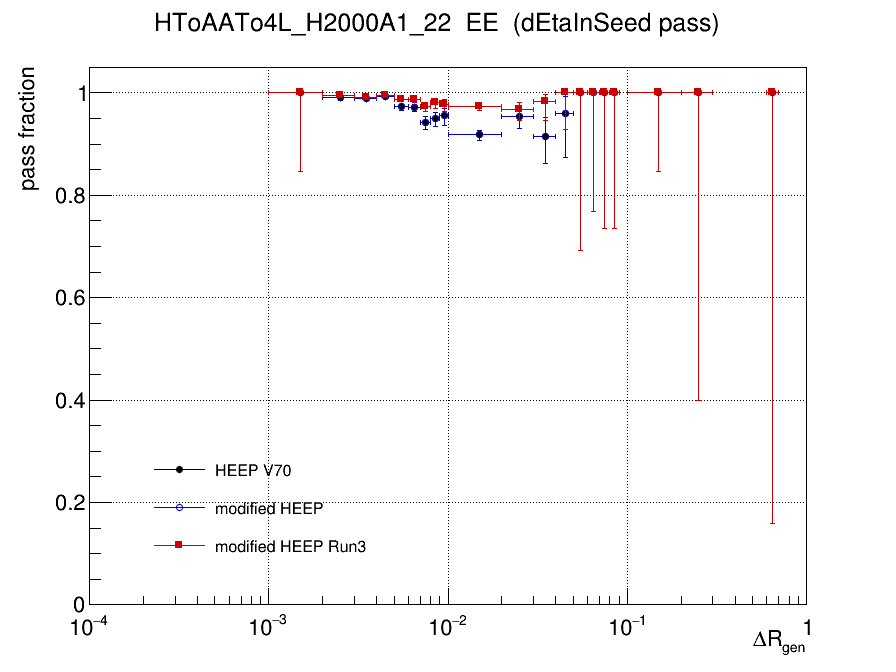 HToAATo4L_H2000A1_22 EE (dEtaInSeed pass)
pass fraction
1
0.8
0.6
0.4
0.2
0
HEEP V70
modified HEEP
modified HEEP Run3
10⁻⁴ 10⁻³ 10⁻² 10⁻¹ 1
ΔR_gen